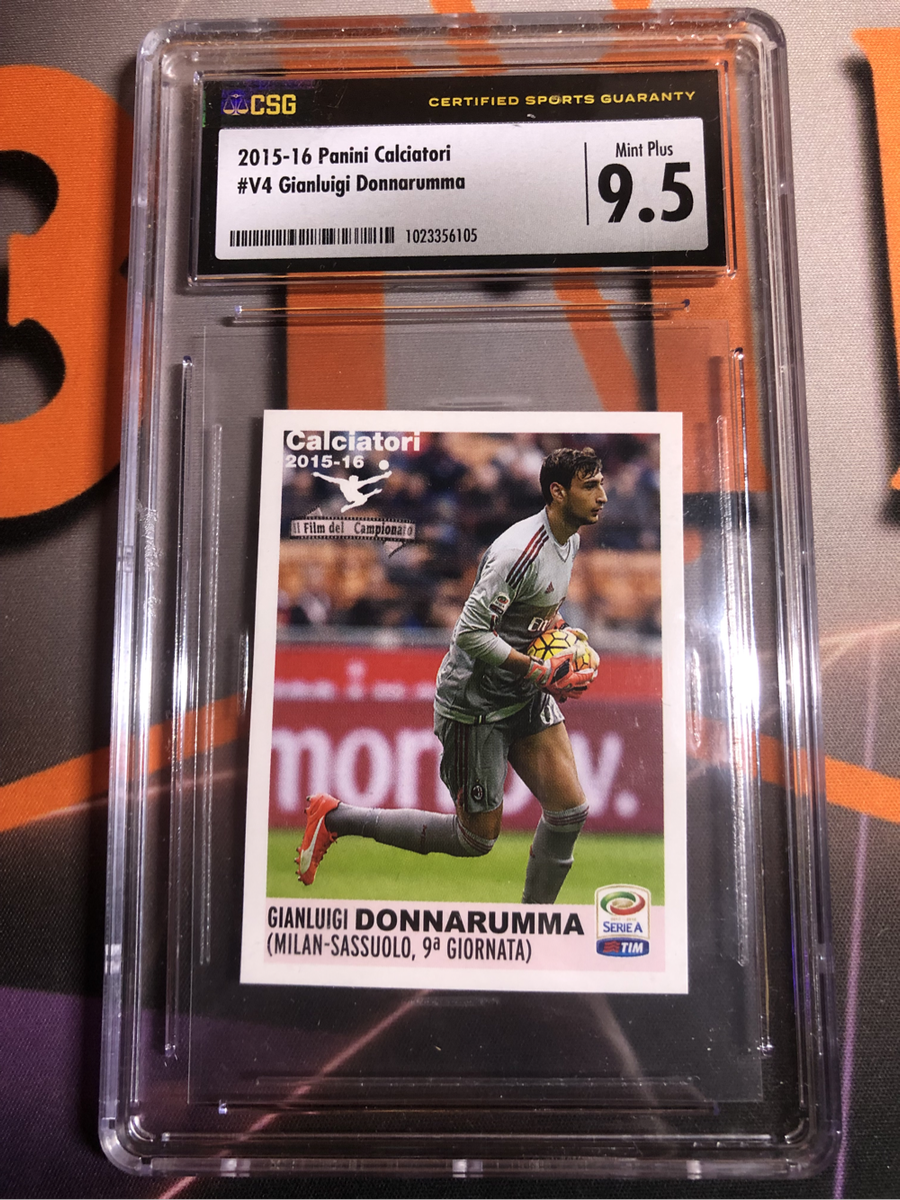 CSG
CERTIFIED SPORTS GUARANTY
2015-16 Panini Calciatori
#V4 Gianluigi Donnarumma
Mint Plus
9.5
1023356105
Calciatori
2015-16
Il Film del Campionato
GIANLUIGI DONNARUMMA
(MILAN-SASSUOLO, 9ª GIORNATA)
SERIE A
TIM